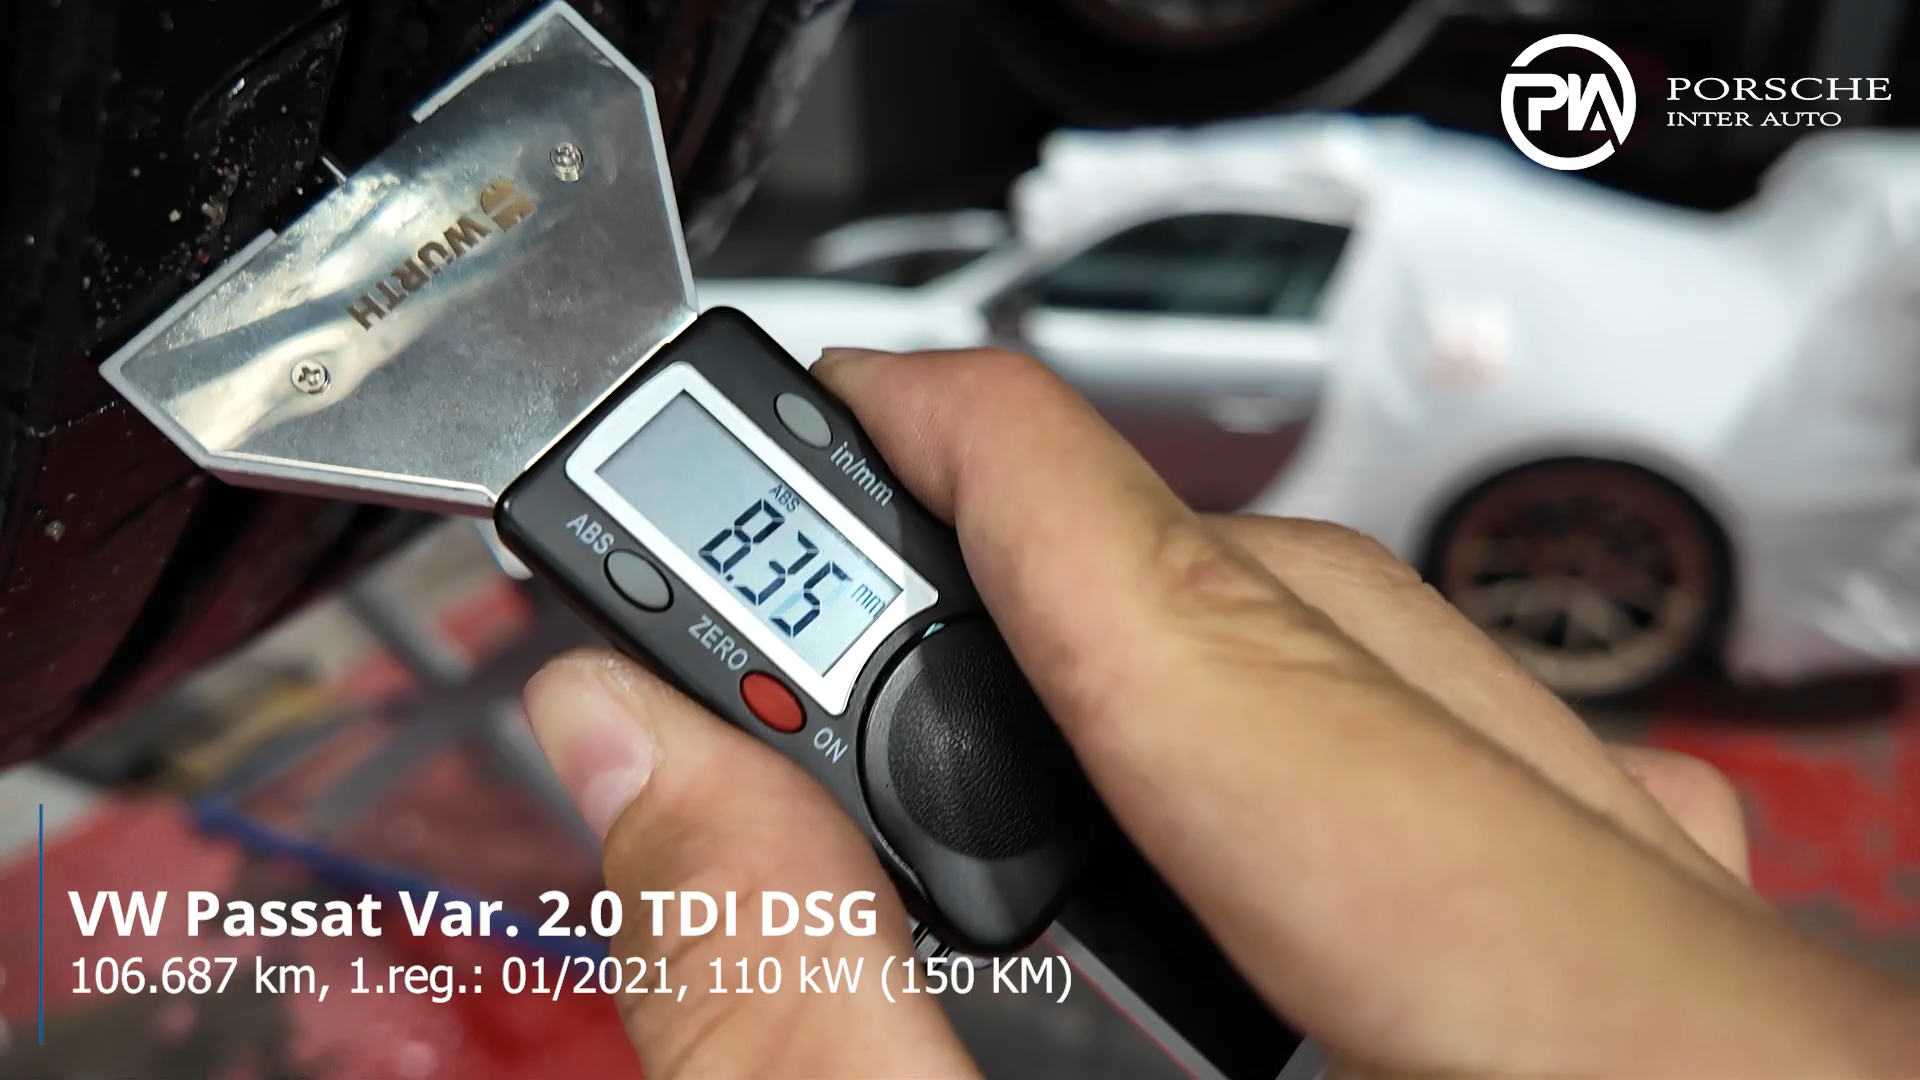 PIA
PORSCHE
INTER AUTO
WÜRTH
in/mm
ABS
8.35 mm
ABS
ZERO
ON
VW Passat Var. 2.0 TDI DSG
106.687 km, 1.reg.: 01/2021, 110 kW (150 KM)